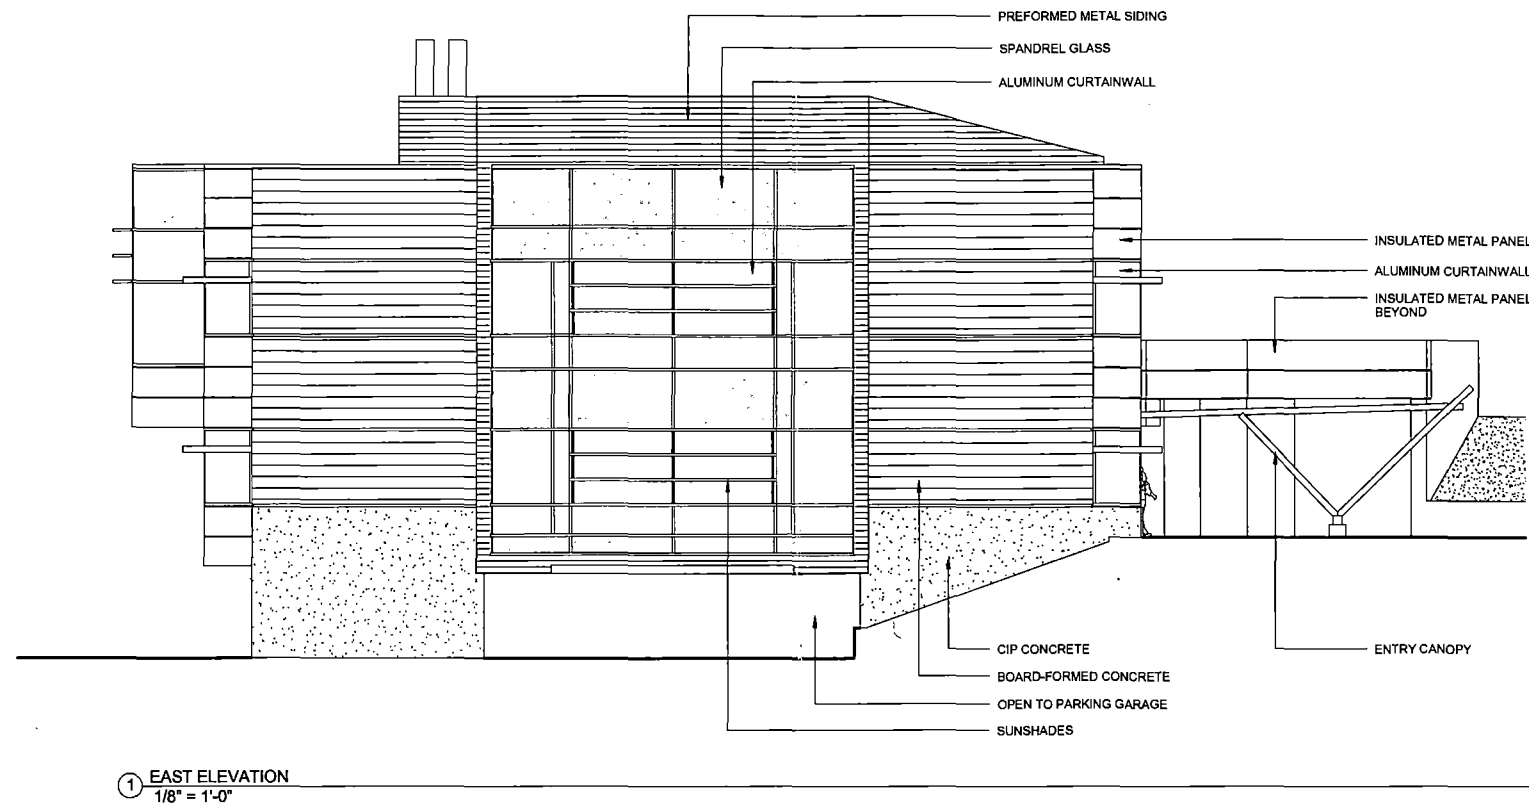 PREFORMED METAL SIDING
SPANDREL GLASS
ALUMINUM CURTAINWALL
INSULATED METAL PANEL
ALUMINUM CURTAINWALL
INSULATED METAL PANEL
BEYOND
CIP CONCRETE
ENTRY CANOPY
BOARD-FORMED CONCRETE
OPEN TO PARKING GARAGE
SUNSHADES
1 EAST ELEVATION
1/8" = 1'-0"